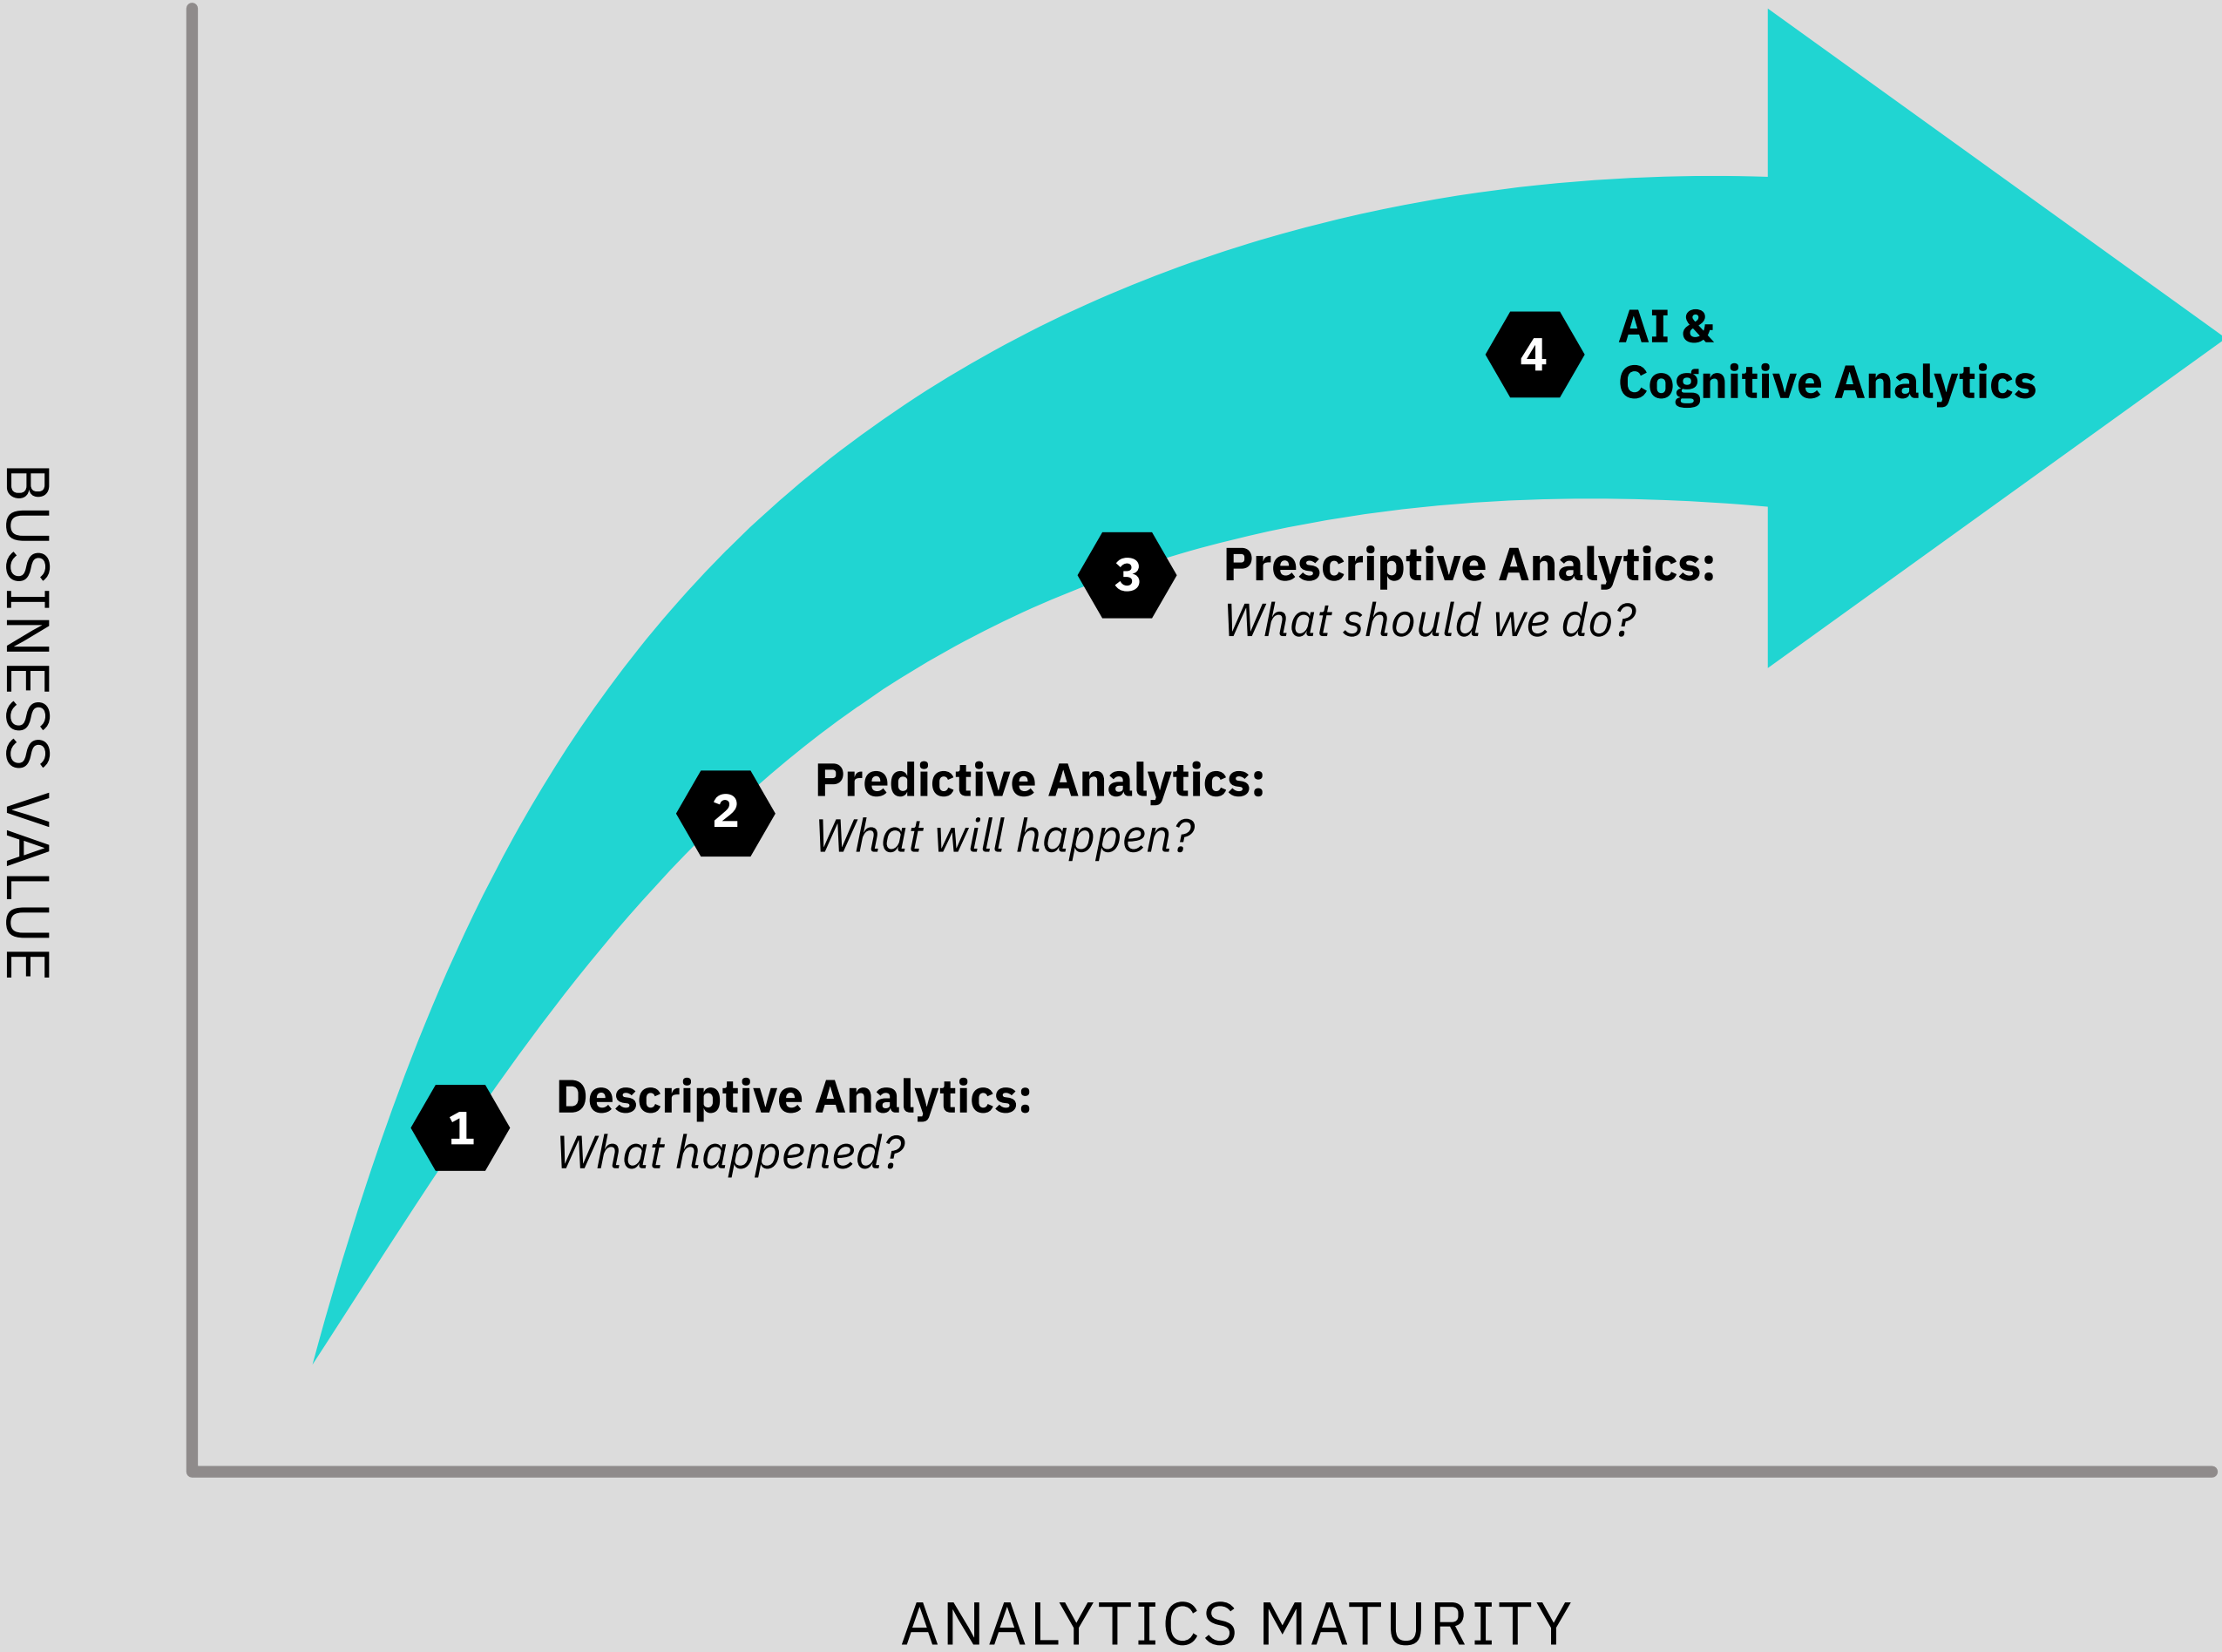 BUSINESS VALUE
4
AI &
Cognitive Analytics
3
Prescriptive Analytics:
What should we do?
2
Predictive Analytics:
What will happen?
1
Descriptive Analytics:
What happened?
ANALYTICS MATURITY